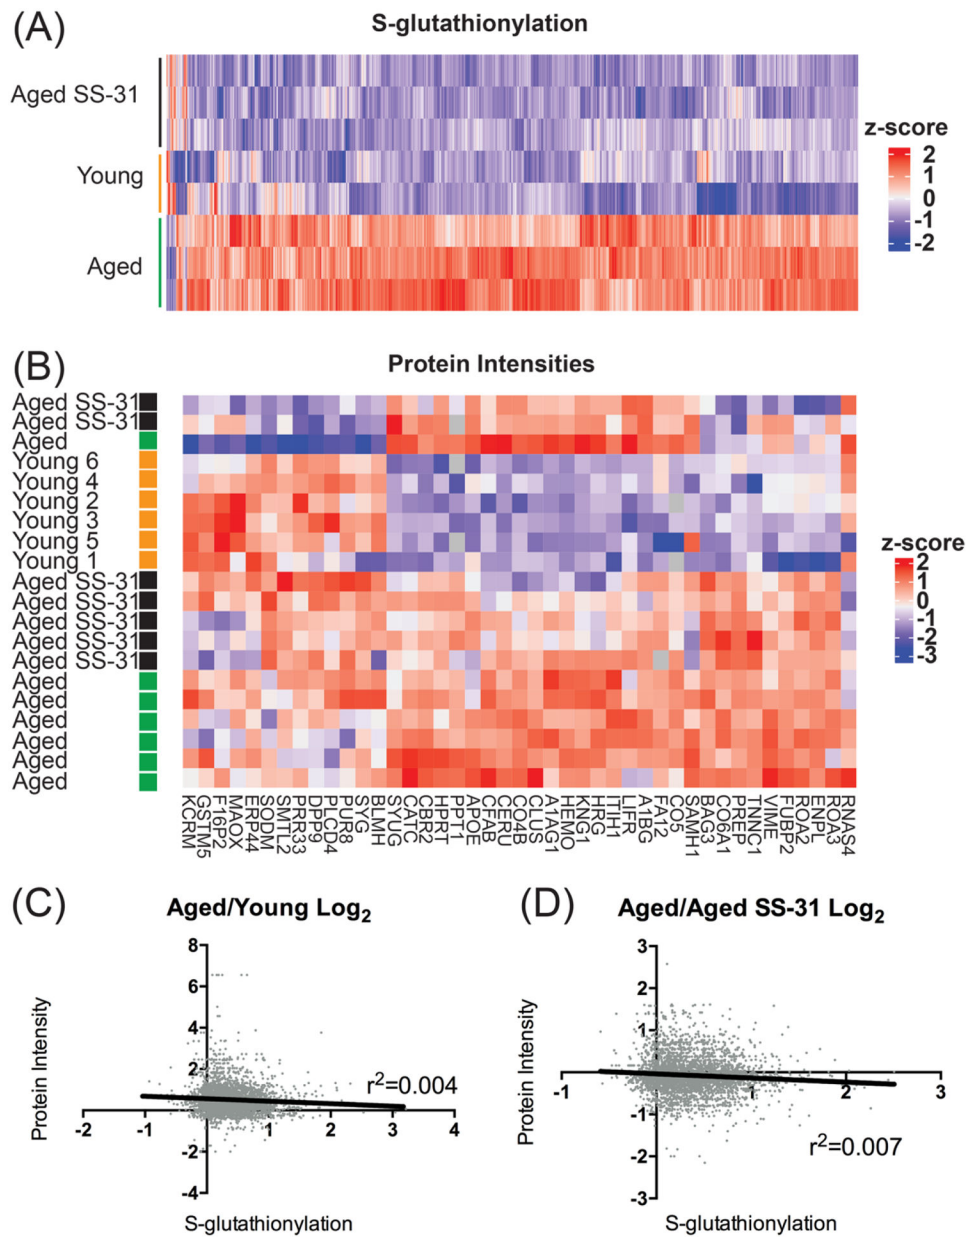 (A)
S-glutathionylation
Aged SS-31
Young
Aged
z-score
2
1
0
-1
-2
(B)
Protein Intensities
Aged SS-31
Aged SS-31
Aged
Young 6
Young 4
Young 2
Young 3
Young 5
Young 1
Aged SS-31
Aged SS-31
Aged SS-31
Aged SS-31
Aged SS-31
Aged
Aged
Aged
Aged
Aged
Aged
z-score
2
1
0
-1
-2
-3
KCRM
GSTM5
F16P2
MAOX
ERP44
SODM
SMTL2
PRR33
DPP9
PLCD4
PUR8
SYG
BLMH
SYUG
CATC
CBR2
HPRT
PPT1
APOE
CFAB
CERU
CO4B
CLUS
A1AG1
HEMO
KNG1
HRG
ITIH1
LIFR
A1BG
FA12
CO5
SAMH1
BAG3
CO6A1
PREP
TNNC1
VIME
FUBP2
ROA2
ENPL
ROA3
RNAS4
(C)
Aged/Young Log2
Protein Intensity
8
6
4
2
-2
-4
-2
-1
0
1
2
3
4
r2=0.004
S-glutathionylation
(D)
Aged/Aged SS-31 Log2
Protein Intensity
3
2
1
-1
-2
-3
-1
0
1
2
3
r2=0.007
S-glutathionylation